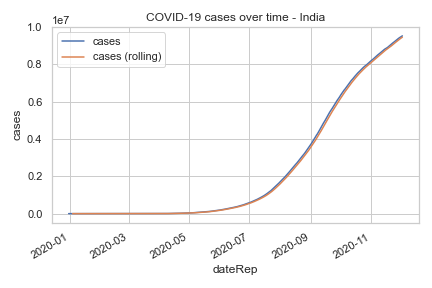 COVID-19 cases over time - India
1e7
cases
cases (rolling)
1.0
0.8
0.6
0.4
0.2
0.0
cases
2020-01
2020-03
2020-05
2020-07
2020-09
2020-11
dateRep